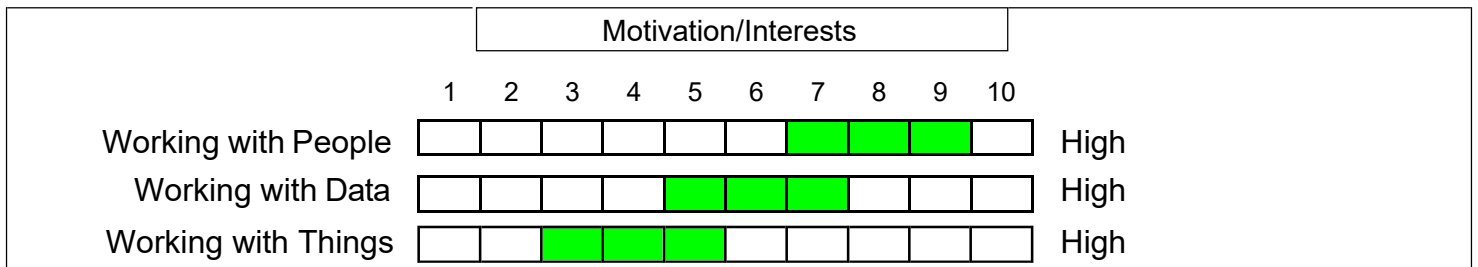 Motivation/Interests
1 2 3 4 5 6 7 8 9 10
Working with People High
Working with Data High
Working with Things High